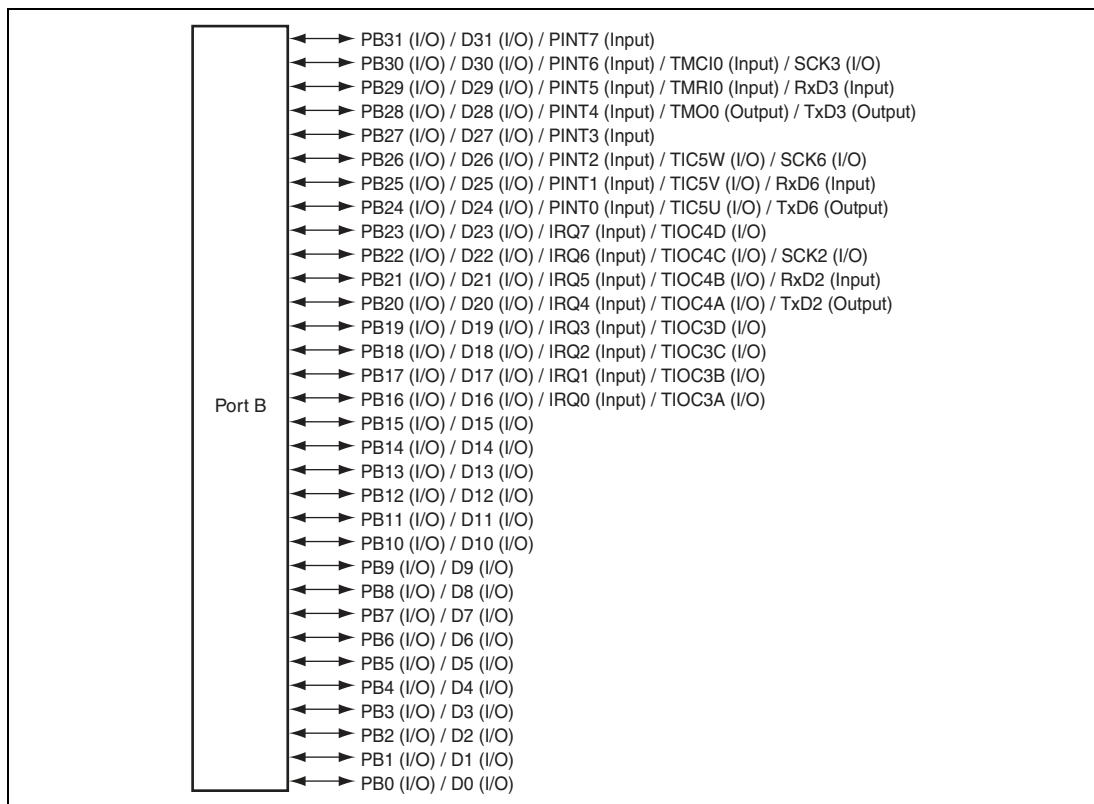 PB31 (I/O) / D31 (I/O) / PINT7 (Input)
PB30 (I/O) / D30 (I/O) / PINT6 (Input) / TMCI0 (Input) / SCK3 (I/O)
PB29 (I/O) / D29 (I/O) / PINT5 (Input) / TMRI0 (Input) / RxD3 (Input)
PB28 (I/O) / D28 (I/O) / PINT4 (Input) / TMO0 (Output) / TxD3 (Output)
PB27 (I/O) / D27 (I/O) / PINT3 (Input)
PB26 (I/O) / D26 (I/O) / PINT2 (Input) / TIC5W (I/O) / SCK6 (I/O)
PB25 (I/O) / D25 (I/O) / PINT1 (Input) / TIC5V (I/O) / RxD6 (Input)
PB24 (I/O) / D24 (I/O) / PINT0 (Input) / TIC5U (I/O) / TxD6 (Output)
PB23 (I/O) / D23 (I/O) / IRQ7 (Input) / TIOC4D (I/O)
PB22 (I/O) / D22 (I/O) / IRQ6 (Input) / TIOC4C (I/O) / SCK2 (I/O)
PB21 (I/O) / D21 (I/O) / IRQ5 (Input) / TIOC4B (I/O) / RxD2 (Input)
PB20 (I/O) / D20 (I/O) / IRQ4 (Input) / TIOC4A (I/O) / TxD2 (Output)
PB19 (I/O) / D19 (I/O) / IRQ3 (Input) / TIOC3D (I/O)
PB18 (I/O) / D18 (I/O) / IRQ2 (Input) / TIOC3C (I/O)
PB17 (I/O) / D17 (I/O) / IRQ1 (Input) / TIOC3B (I/O)
Port B
PB16 (I/O) / D16 (I/O) / IRQ0 (Input) / TIOC3A (I/O)
PB15 (I/O) / D15 (I/O)
PB14 (I/O) / D14 (I/O)
PB13 (I/O) / D13 (I/O)
PB12 (I/O) / D12 (I/O)
PB11 (I/O) / D11 (I/O)
PB10 (I/O) / D10 (I/O)
PB9 (I/O) / D9 (I/O)
PB8 (I/O) / D8 (I/O)
PB7 (I/O) / D7 (I/O)
PB6 (I/O) / D6 (I/O)
PB5 (I/O) / D5 (I/O)
PB4 (I/O) / D4 (I/O)
PB3 (I/O) / D3 (I/O)
PB2 (I/O) / D2 (I/O)
PB1 (I/O) / D1 (I/O)
PB0 (I/O) / D0 (I/O)